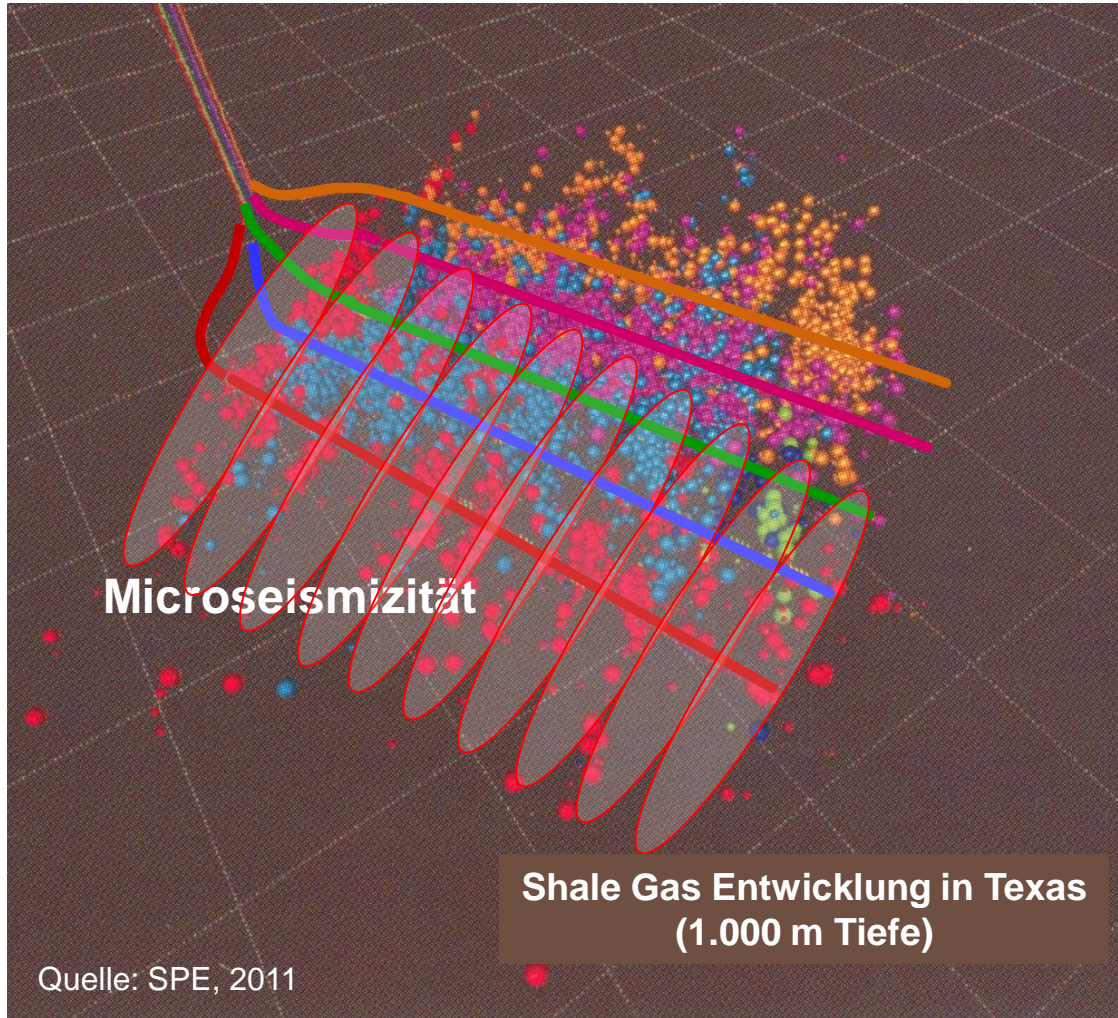 Microseismizität
Shale Gas Entwicklung in Texas
(1.000 m Tiefe)
Quelle: SPE, 2011